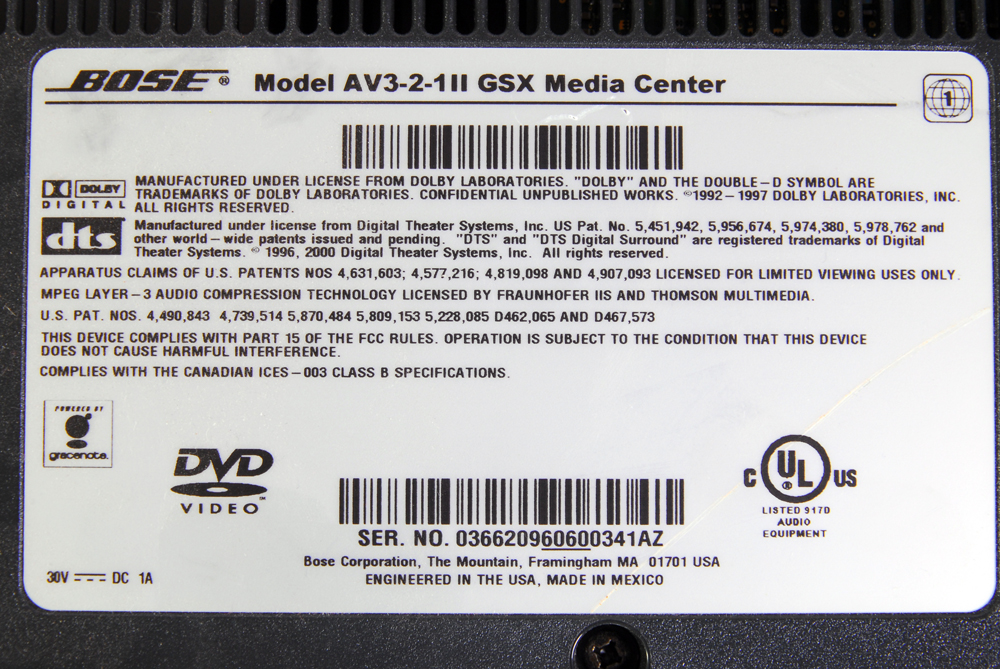 BOSE® Model AV3-2-1II GSX Media Center
1
DOLBY
DIGITAL
MANUFACTURED UNDER LICENSE FROM DOLBY LABORATORIES. "DOLBY" AND THE DOUBLE-D SYMBOL ARE
TRADEMARKS OF DOLBY LABORATORIES. CONFIDENTIAL UNPUBLISHED WORKS. ©1992-1997 DOLBY LABORATORIES, INC.
ALL RIGHTS RESERVED.
dts
Manufactured under license from Digital Theater Systems, Inc. US Pat. No. 5,451,942, 5,956,674, 5,974,380, 5,978,762 and
other world-wide patents issued and pending. "DTS" and "DTS Digital Surround" are registered trademarks of Digital
Theater Systems. © 1996, 2000 Digital Theater Systems, Inc. All rights reserved.
APPARATUS CLAIMS OF U.S. PATENTS NOS 4,631,603; 4,577,216; 4,819,098 AND 4,907,093 LICENSED FOR LIMITED VIEWING USES ONLY.
MPEG LAYER-3 AUDIO COMPRESSION TECHNOLOGY LICENSED BY FRAUNHOFER IIS AND THOMSON MULTIMEDIA.
U.S. PAT. NOS. 4,490,843 4,739,514 5,870,484 5,809,153 5,228,085 D462,065 AND D467,573
THIS DEVICE COMPLIES WITH PART 15 OF THE FCC RULES. OPERATION IS SUBJECT TO THE CONDITION THAT THIS DEVICE
DOES NOT CAUSE HARMFUL INTERFERENCE.
COMPLIES WITH THE CANADIAN ICES-003 CLASS B SPECIFICATIONS.
POWERED BY
gracenote.
DVD
VIDEO™
C UL® US
LISTED 917D
AUDIO
EQUIPMENT
SER. NO. 036620960600341AZ
Bose Corporation, The Mountain, Framingham MA 01701 USA
ENGINEERED IN THE USA, MADE IN MEXICO
30V DC 1A